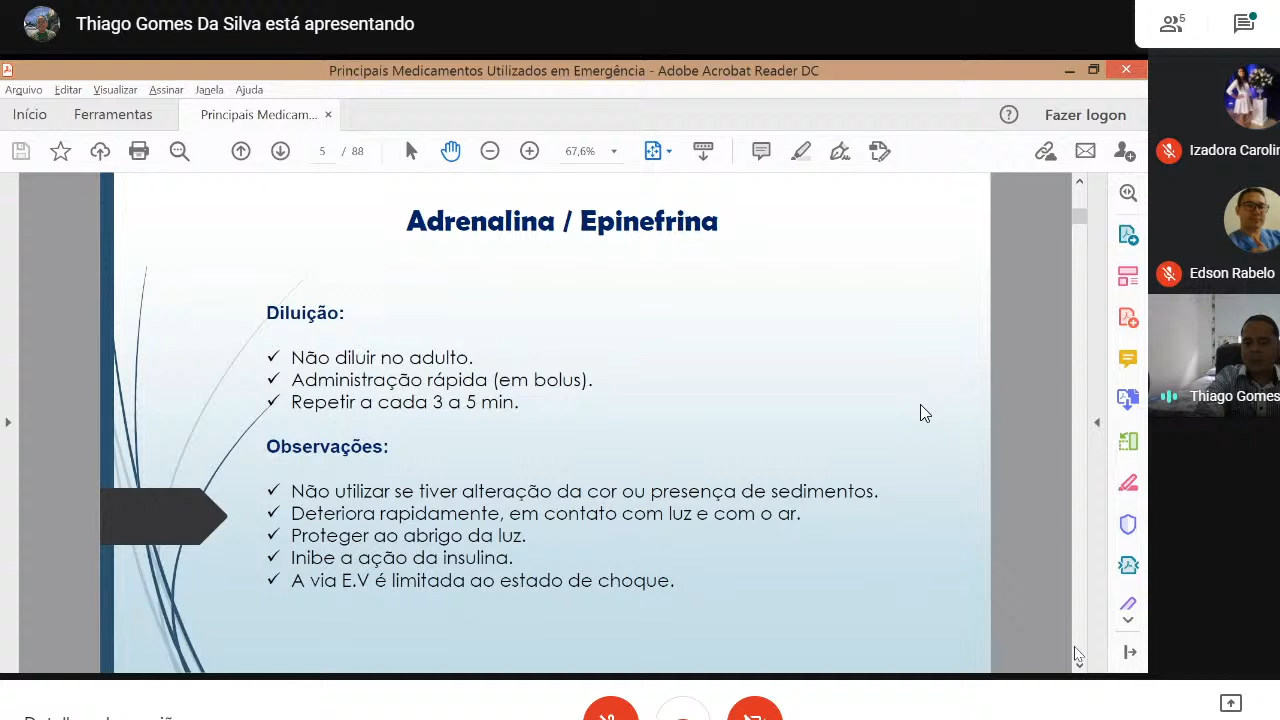 Thiago Gomes Da Silva está apresentando
5
Principais Medicamentos Utilizados em Emergência - Adobe Acrobat Reader DC
Arquivo Editar Visualizar Assinar Janela Ajuda
Início Ferramentas Principais Medicam... × Fazer logon
5 / 88 67,6%
Adrenalina / Epinefrina
Diluição:
✓ Não diluir no adulto.
✓ Administração rápida (em bolus).
✓ Repetir a cada 3 a 5 min.
Observações:
✓ Não utilizar se tiver alteração da cor ou presença de sedimentos.
✓ Deteriora rapidamente, em contato com luz e com o ar.
✓ Proteger ao abrigo da luz.
✓ Inibe a ação da insulina.
✓ A via E.V é limitada ao estado de choque.
Izadora Carolin
Edson Rabelo
Thiago Gomes